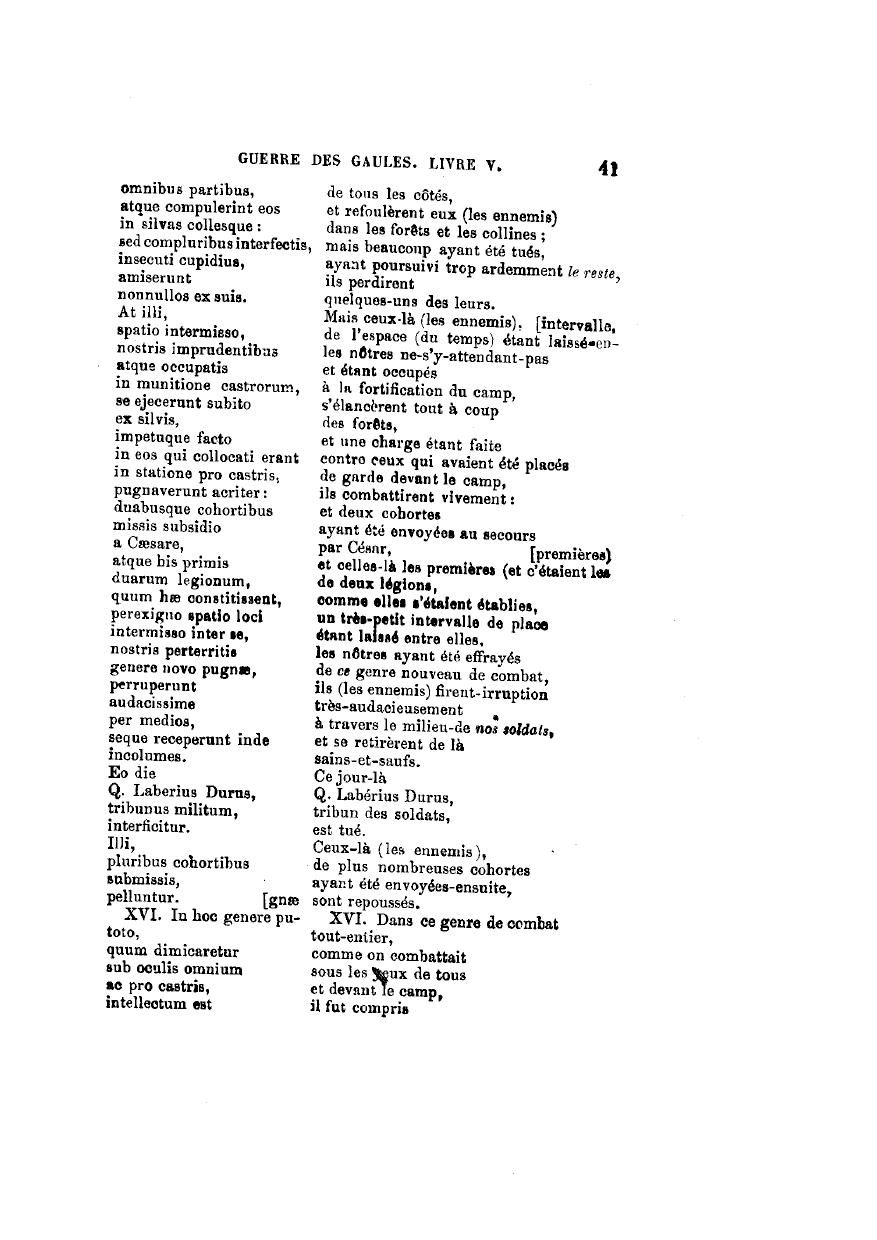 GUERRE DES GAULES. LIVRE V. 41
omnibus partibus,
atque compulerint eos
in silvas collesque :
sed compluribus interfectis,
insecuti cupidius,
amiserunt
nonnullos ex suis.
At illi,
spatio intermisso,
nostris imprudentibus
atque occupatis
in munitione castrorum,
se ejecerunt subito
ex silvis,
impetuque facto
in eos qui collocati erant
in statione pro castris,
pugnaverunt acriter :
duabusque cohortibus
missis subsidio
a Cæsare,
atque his primis
duarum legionum,
quum hæ constitissent,
perexiguo spatio loci
intermisso inter se,
nostris perterritis
genere novo pugnæ,
perruperunt
audacissime
per medios,
seque receperunt inde
incolumes.
Eo die
Q. Laberius Durus,
tribunus militum,
interficitur.
Illi,
pluribus cohortibus
submissis,
pelluntur. [gnæ
XVI. In hoc genere pu-
toto,
quum dimicaretur
sub oculis omnium
ac pro castris,
intellectum est
de tous les côtés,
et refoulèrent eux (les ennemis)
dans les forêts et les collines ;
mais beaucoup ayant été tués,
ayant poursuivi trop ardemment le reste,
ils perdirent
quelques-uns des leurs.
Mais ceux-là (les ennemis), [intervalle,
de l'espace (du temps) étant laissé-en-
les nôtres ne-s'y-attendant-pas
et étant occupés
à la fortification du camp,
s'élancèrent tout à coup
des forêts,
et une charge étant faite
contre ceux qui avaient été placés
de garde devant le camp,
ils combattirent vivement :
et deux cohortes
ayant été envoyées au secours
par César, [premières)
et celles-là les premières (et c'étaient les
de deux légions,
comme elles s'étaient établies,
un très-petit intervalle de place
étant laissé entre elles,
les nôtres ayant été effrayés
de ce genre nouveau de combat,
ils (les ennemis) firent-irruption
très-audacieusement
à travers le milieu-de nos soldats,
et se retirèrent de là
sains-et-saufs.
Ce jour-là
Q. Labérius Durus,
tribun des soldats,
est tué.
Ceux-là (les ennemis),
de plus nombreuses cohortes
ayant été envoyées-ensuite,
sont repoussés.
XVI. Dans ce genre de combat
tout-entier,
comme on combattait
sous les yeux de tous
et devant le camp,
il fut compris